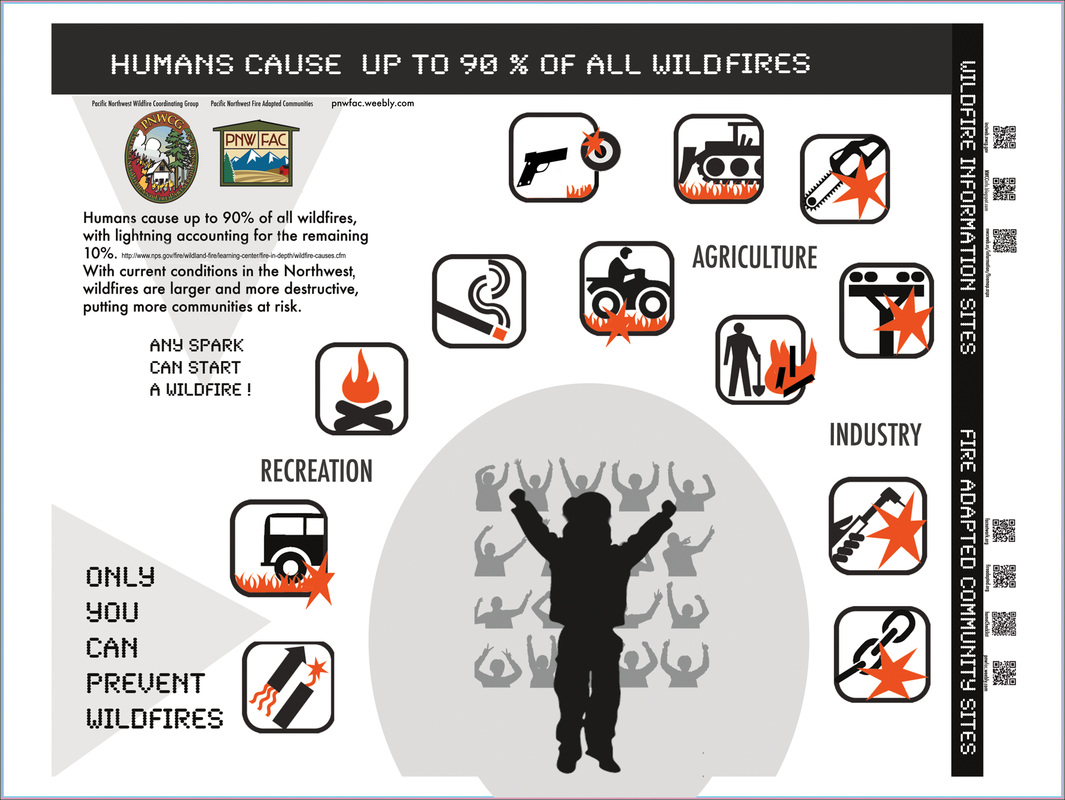 HUMANS CAUSE UP TO 90 % OF ALL WILDFIRES
Pacific Northwest Wildfire Coordinating Group
Pacific Northwest Fire Adapted Communities
pnwfac.weebly.com
PNWCG
PNW FAC
Humans cause up to 90% of all wildfires,
with lightning accounting for the remaining
10%. http://www.nps.gov/fire/wildland-fire/learning-center/fire-in-depth/wildfire-causes.cfm
With current conditions in the Northwest,
wildfires are larger and more destructive,
putting more communities at risk.
ANY SPARK
CAN START
A WILDFIRE !
AGRICULTURE
INDUSTRY
RECREATION
ONLY
YOU
CAN
PREVENT
WILDFIRES
WILDFIRE INFORMATION SITES
FIRE ADAPTED COMMUNITY SITES
pnwfac.weebly.com